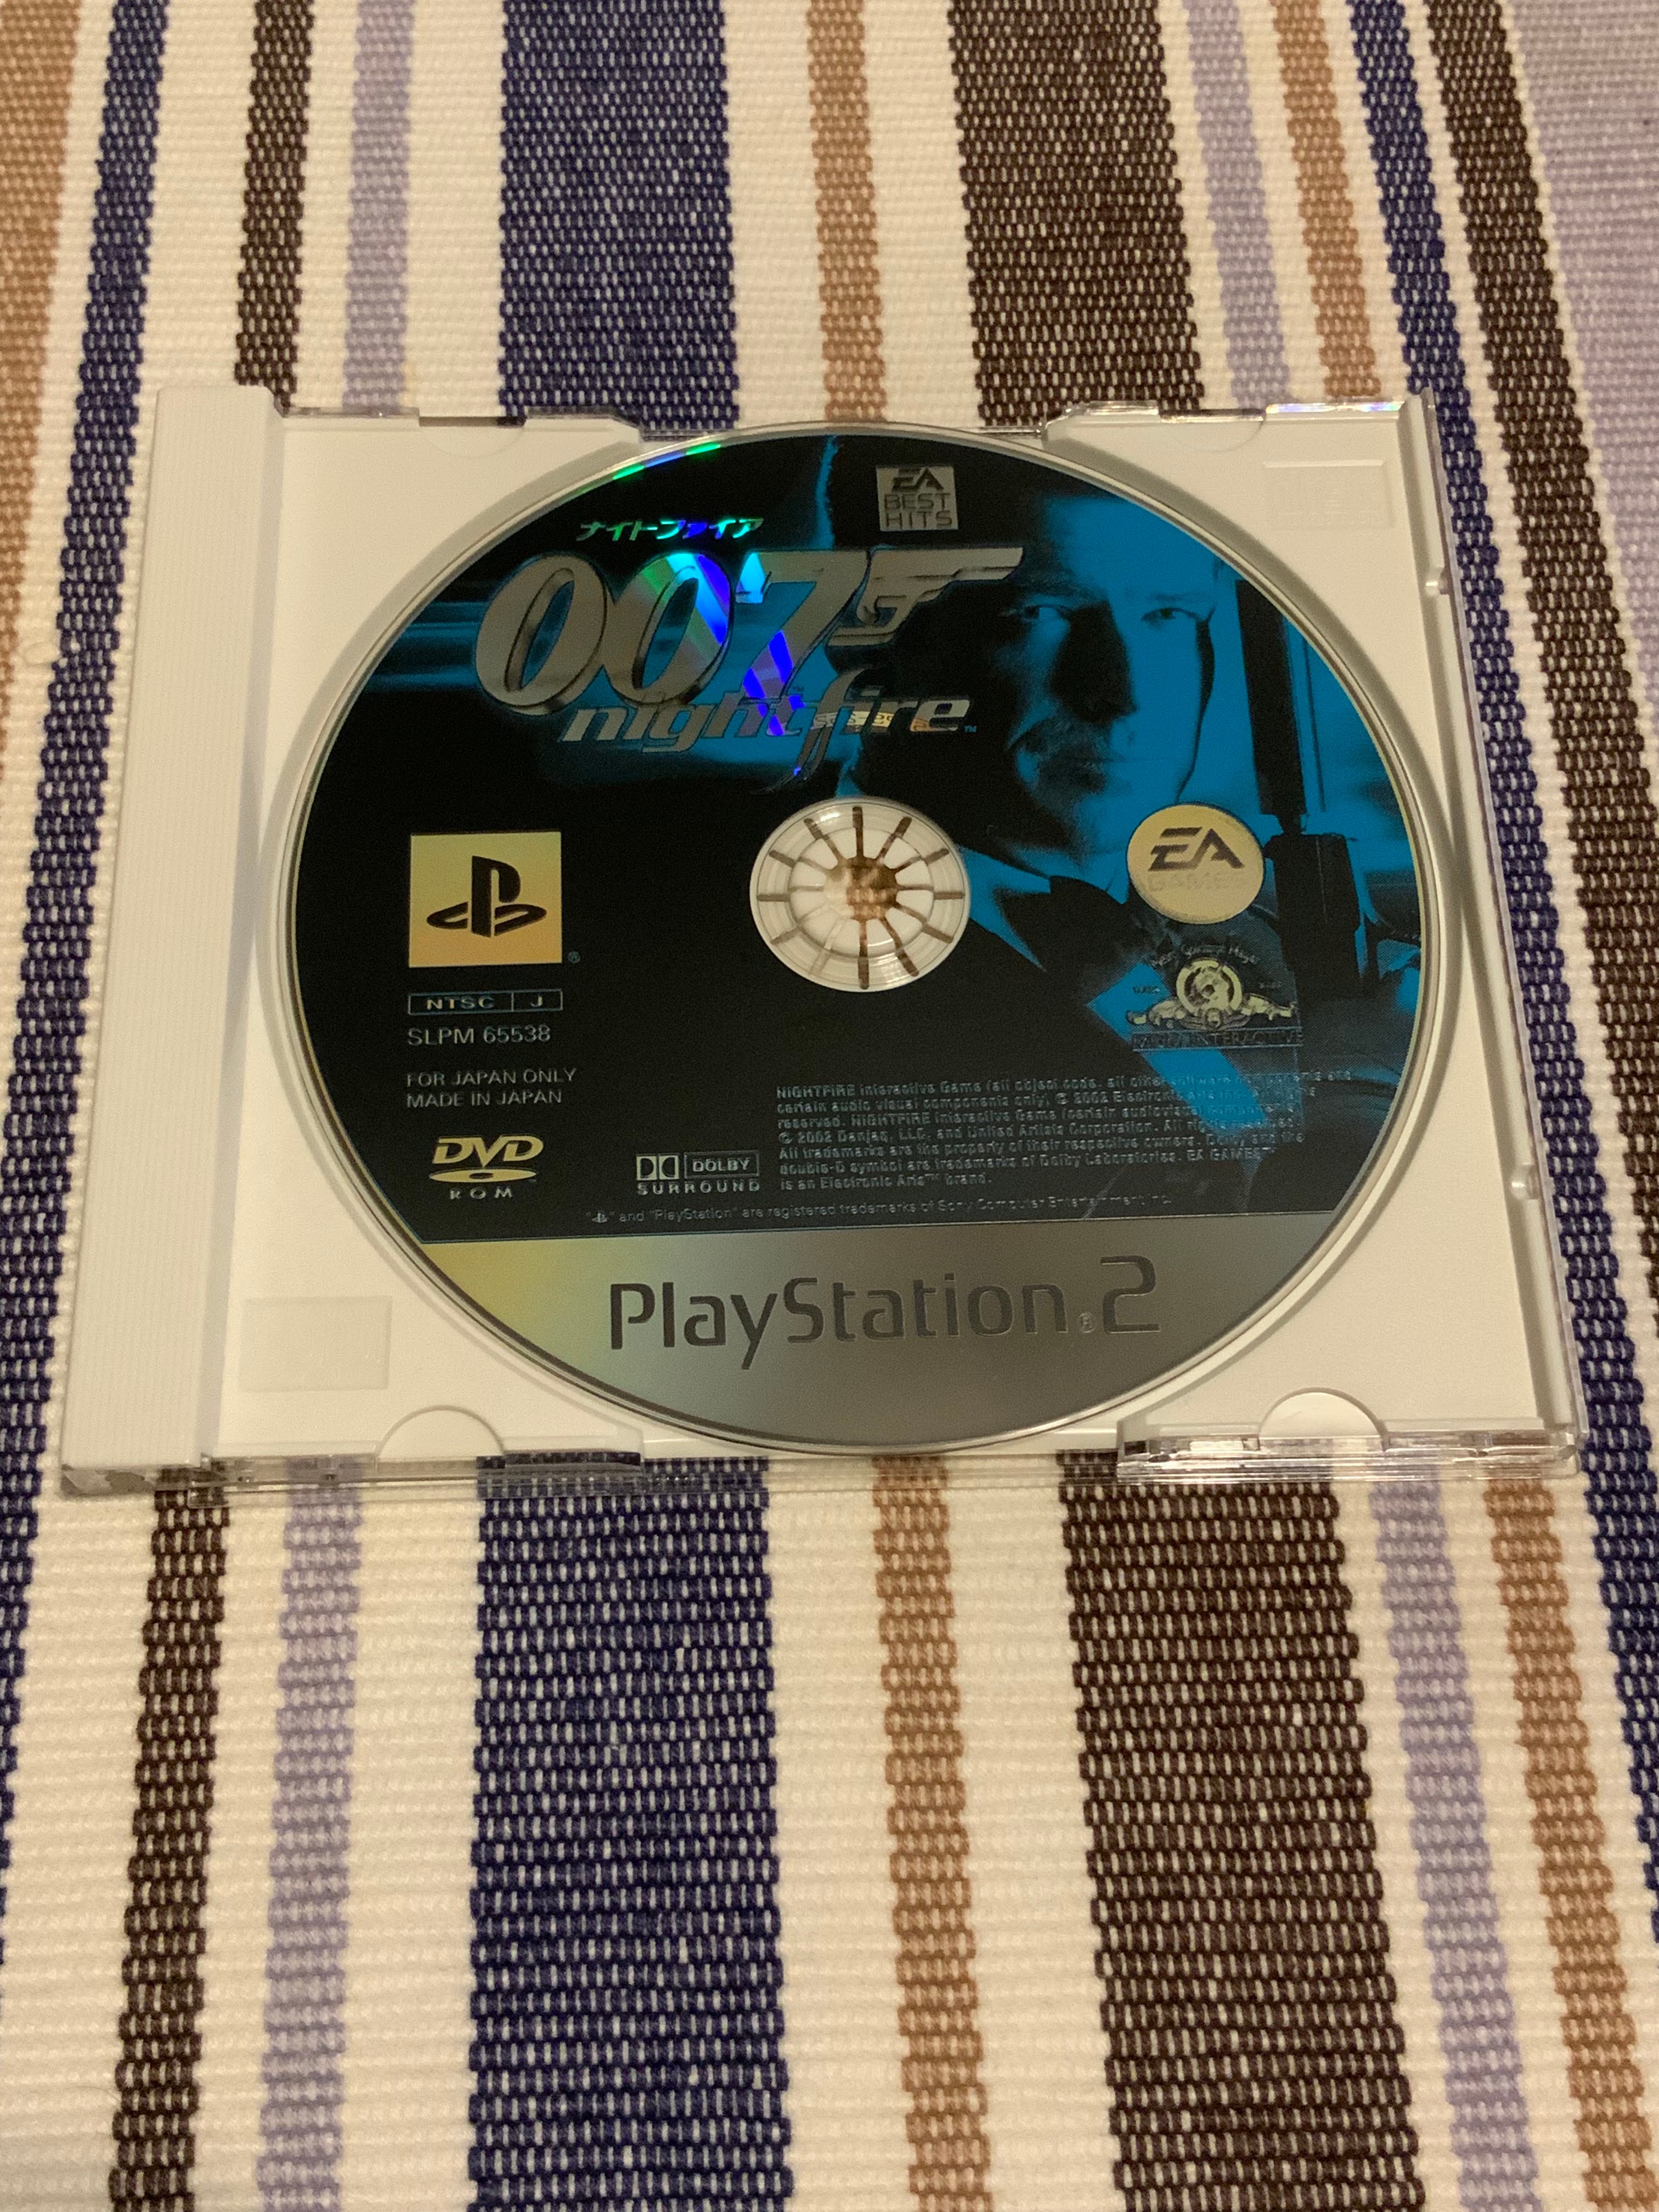 EA
BEST
HITS
ナイトファイア
007
nightfire™
EA
GAMES
®
NTSC J
SLPM 65538
FOR JAPAN ONLY
MADE IN JAPAN
DVD
ROM
DOLBY
SURROUND
NIGHTFIRE Interactive Game (all object code, all other software components and
certain audio visual components only) © 2002 Electronic Arts Inc.
reserved. NIGHTFIRE Interactive Game (certain audiovisual components)
© 2002 Danjaq, LLC, and United Artists Corporation. All rights reserved.
All trademarks are the property of their respective owners. Dolby and the
double-D symbol are trademarks of Dolby Laboratories. EA GAMES™
is an Electronic Arts™ brand.
" " and "PlayStation" are registered trademarks of Sony Computer Entertainment Inc.
PlayStation®2